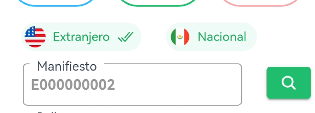 Extranjero Nacional
Manifiesto
E000000002